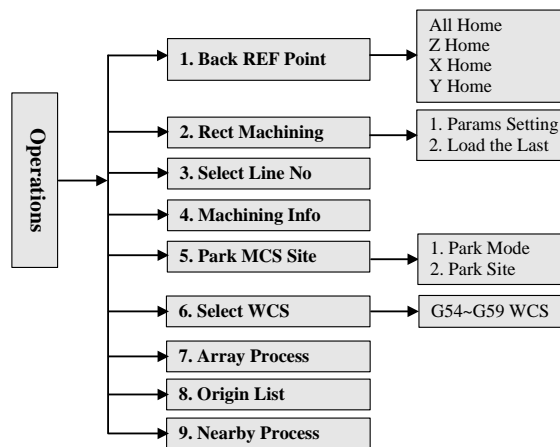 Operations
1. Back REF Point
All Home
Z Home
X Home
Y Home
2. Rect Machining
1. Params Setting
2. Load the Last
3. Select Line No
4. Machining Info
5. Park MCS Site
1. Park Mode
2. Park Site
6. Select WCS
G54~G59 WCS
7. Array Process
8. Origin List
9. Nearby Process